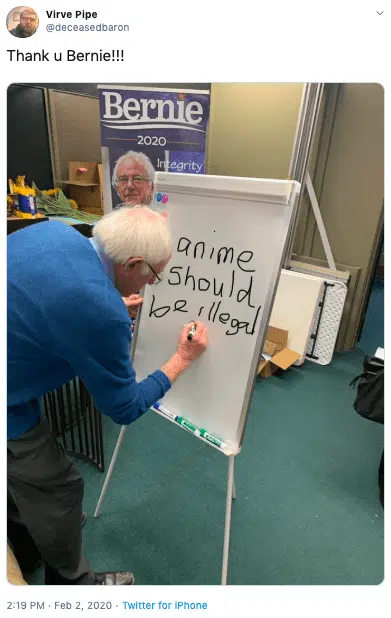 Virve Pipe
@deceasedbaron
Thank u Bernie!!!
Bernie
2020
Integrity
anime
should
be illegal
2:19 PM · Feb 2, 2020 · Twitter for iPhone